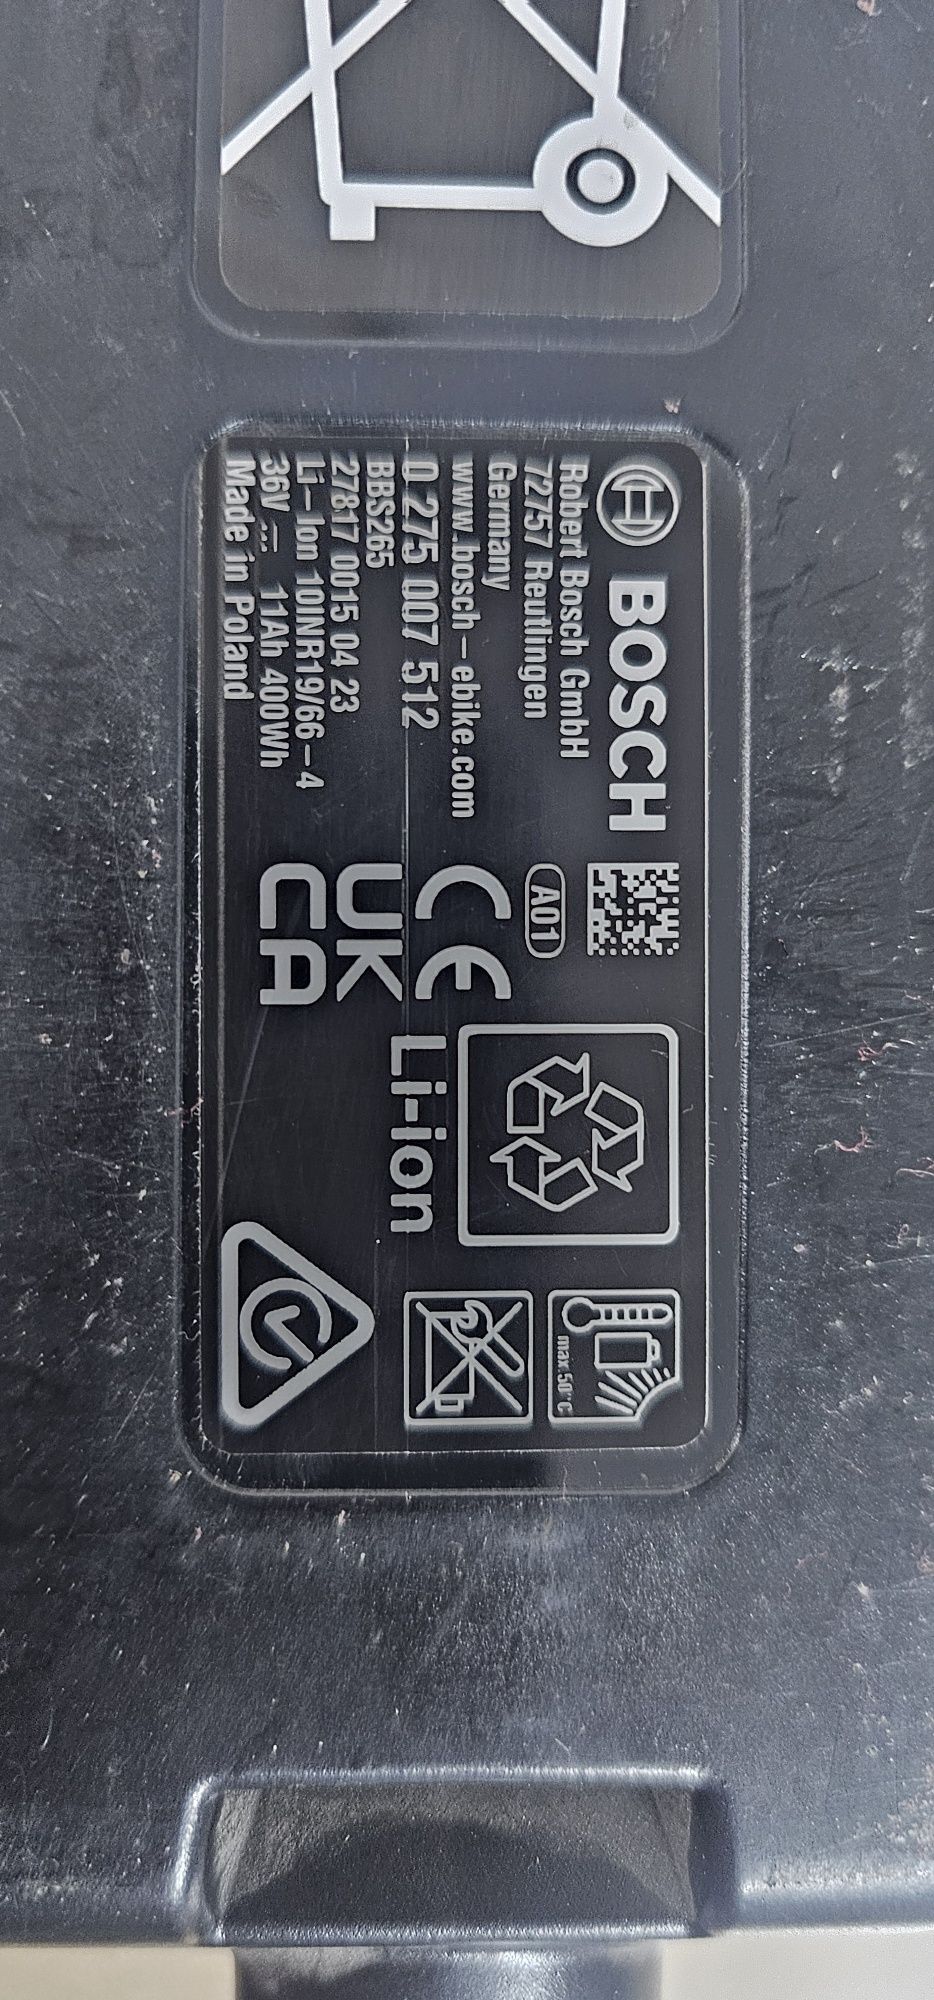 BOSCH
Robert Bosch GmbH
72757 Reutlingen
Germany
www.bosch-ebike.com
0 275 007 512
BBS265
27817 0015 04 23
Li-Ion 10INR19/66-4
36V⎓ 11Ah 400Wh
Made in Poland
A01
CE
UK
CA
Li-ion
max 50°C